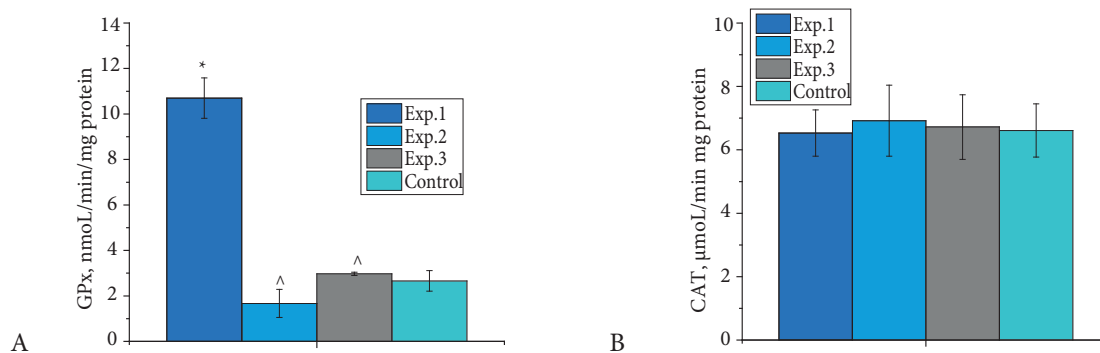 14
12
10
8
6
4
2
0
GPx, nmoL/min/mg protein
*
^
^
Exp.1
Exp.2
Exp.3
Control
A
10
8
6
4
2
0
CAT, μmoL/min mg protein
Exp.1
Exp.2
Exp.3
Control
B